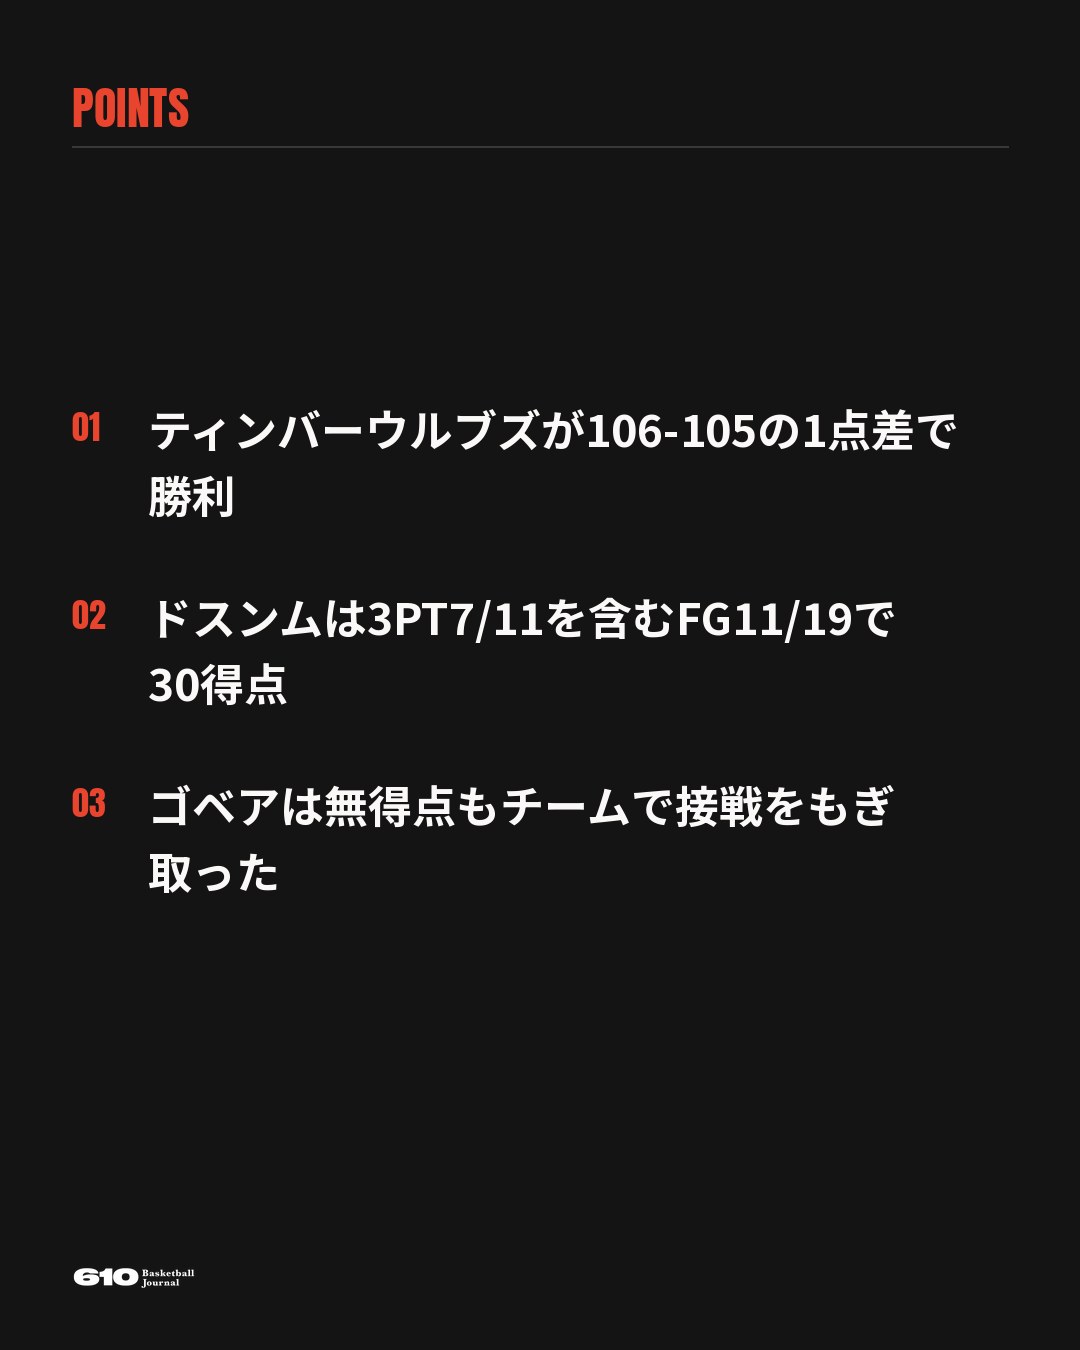 POINTS
01
ティンバーウルブズが106-105の1点差で
勝利
02
ドスンムは3PT7/11を含むFG11/19で
30得点
03
ゴベアは無得点もチームで接戦をもぎ
取った
610 Basketball
Journal